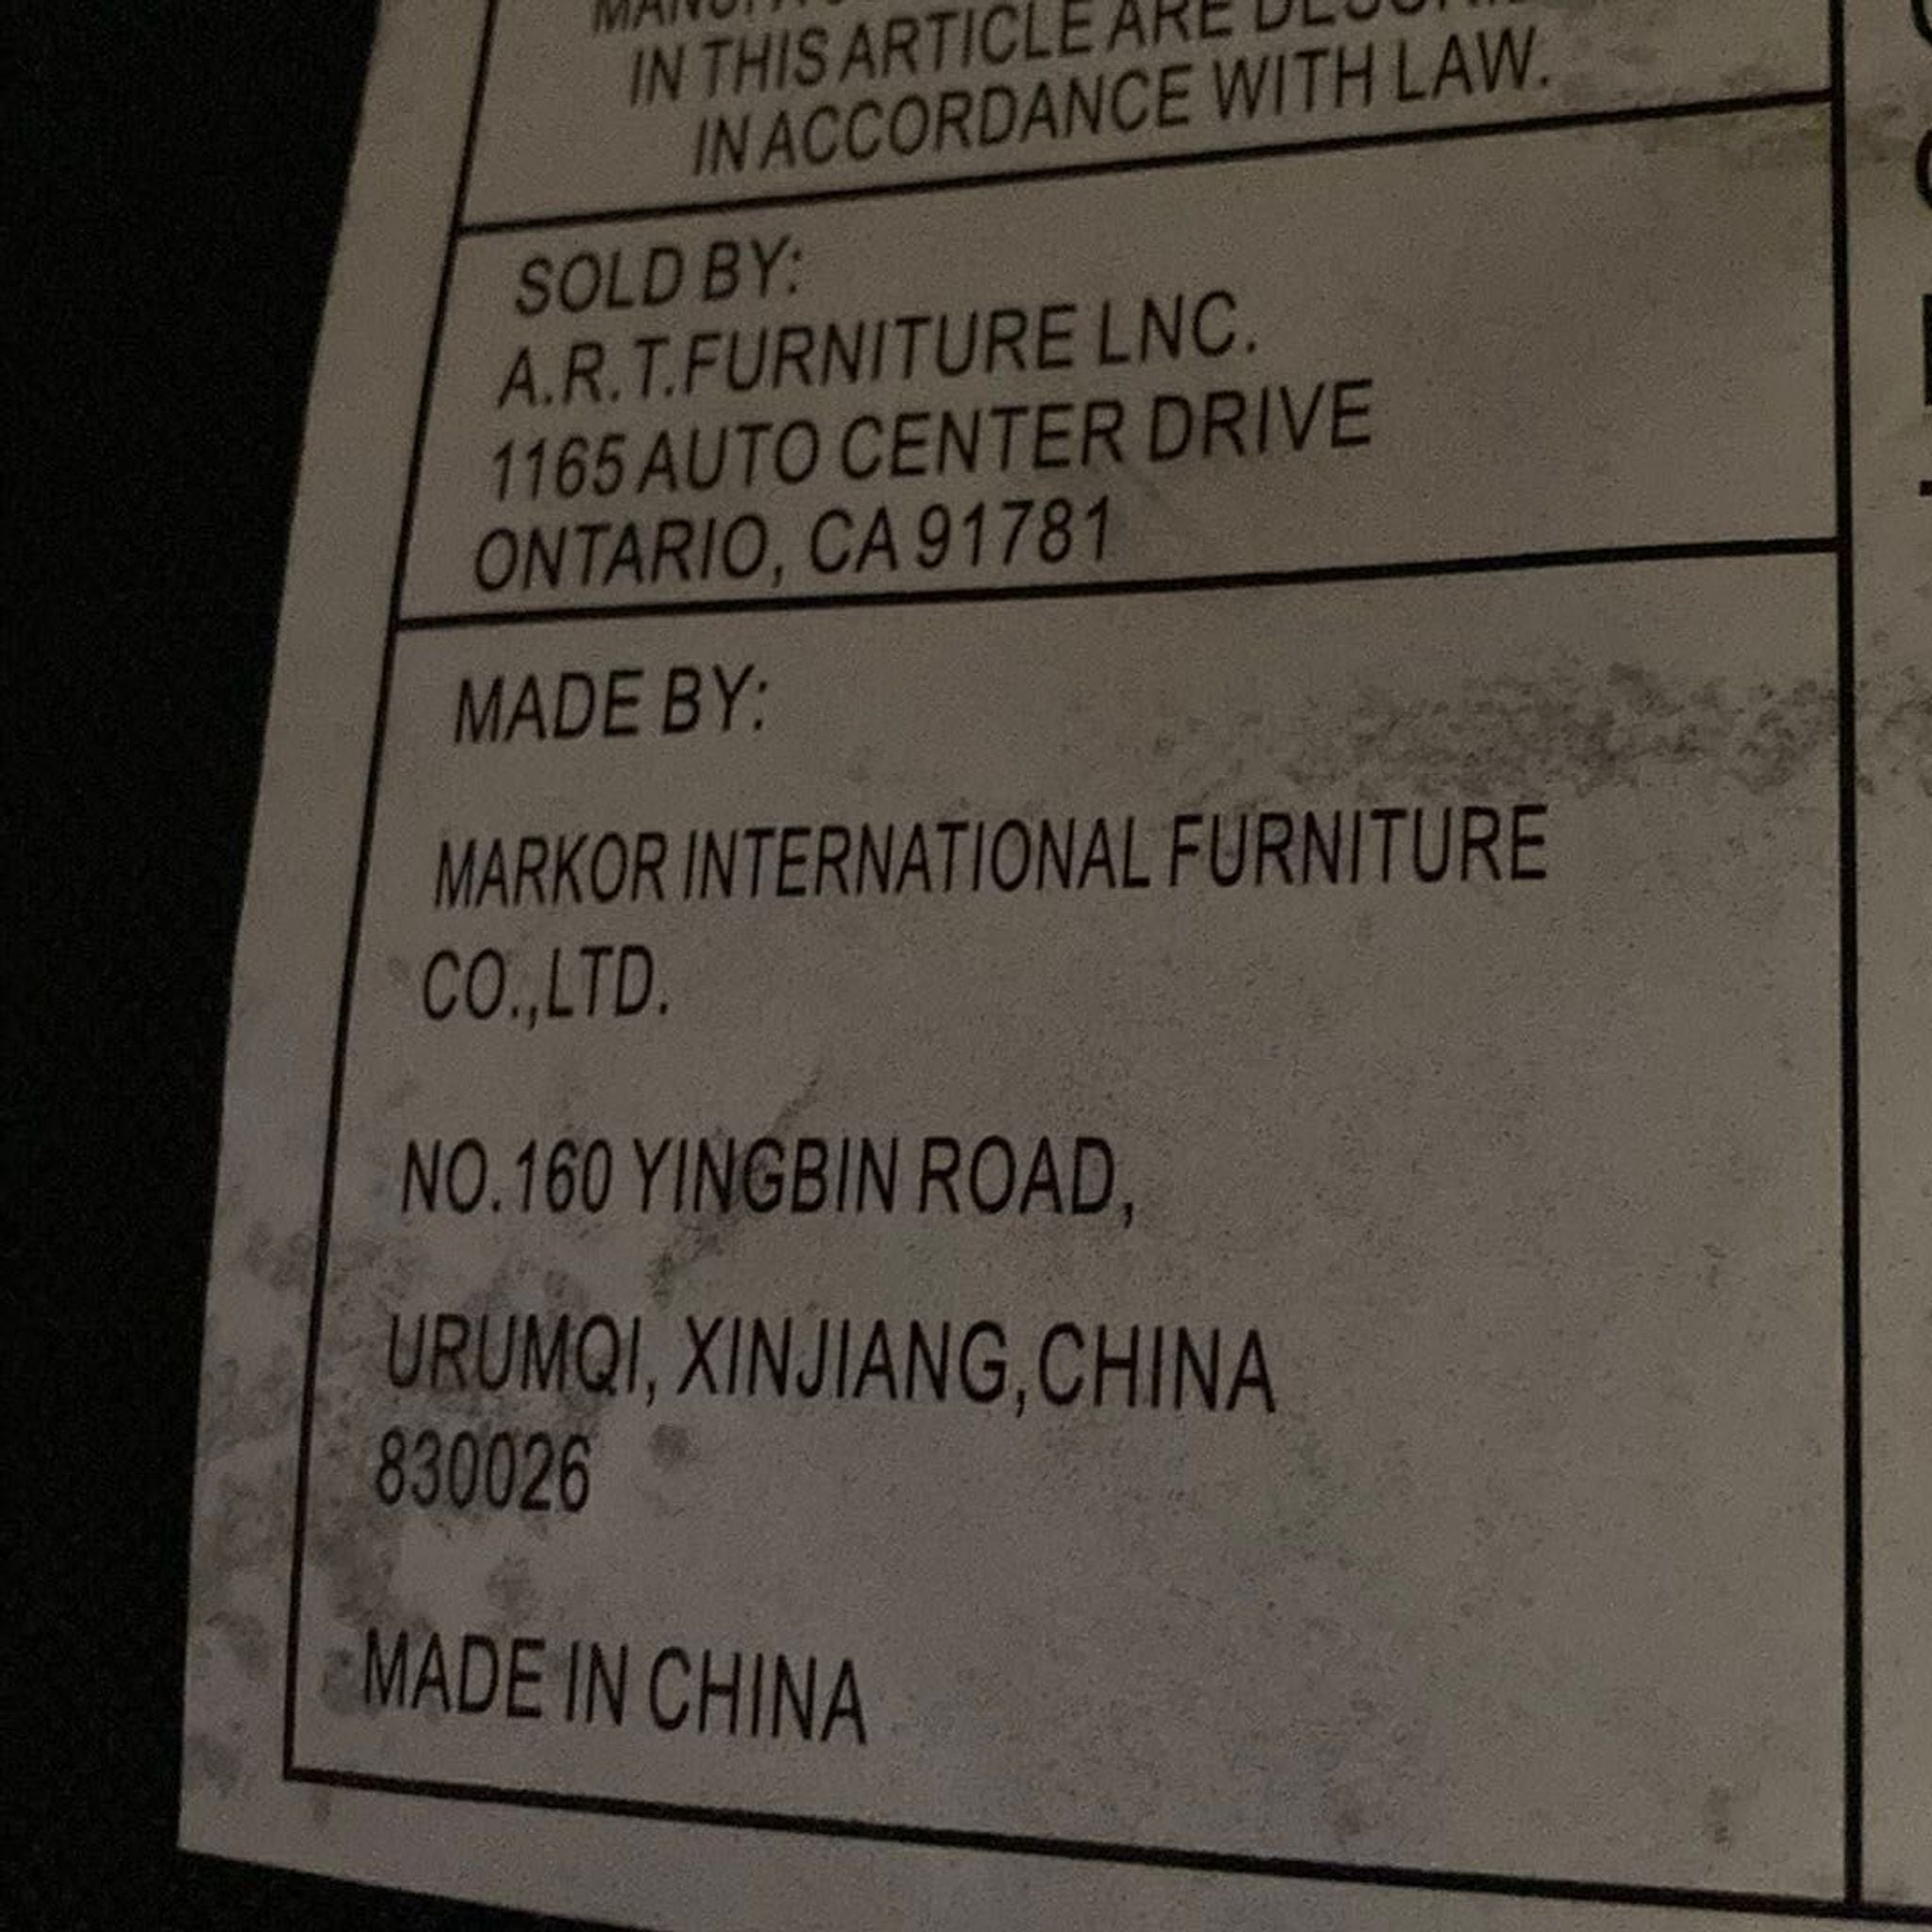 IN THIS ARTICLE ARE
IN ACCORDANCE WITH LAW.
SOLD BY:
A.R.T.FURNITURE LNC.
1165 AUTO CENTER DRIVE
ONTARIO, CA 91781
MADE BY:
MARKOR INTERNATIONAL FURNITURE
CO.,LTD.
NO.160 YINGBIN ROAD,
URUMQI, XINJIANG,CHINA
830026
MADE IN CHINA